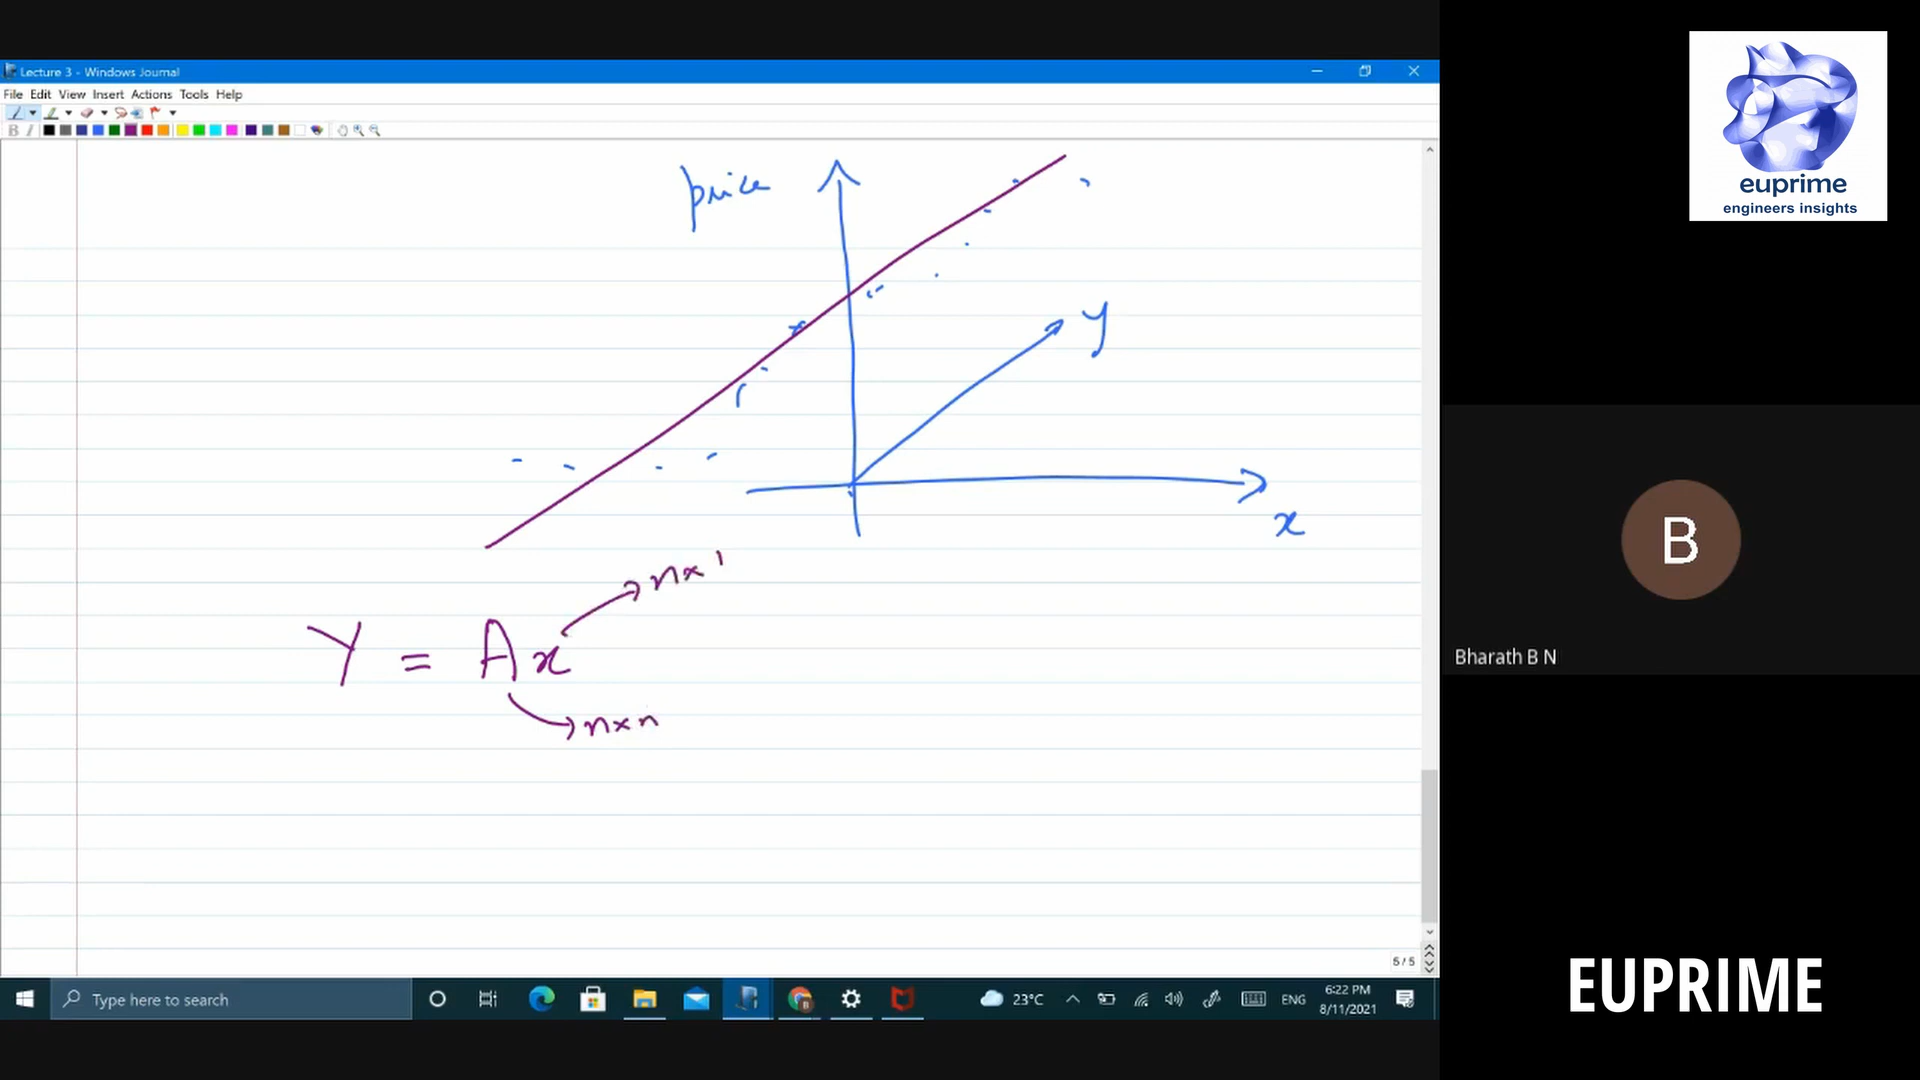 Lecture 3 - Windows Journal
File Edit View Insert Actions Tools Help
B I
price
y
x
n x 1
Y = A x
n x n
5 / 5
Type here to search
23°C
ENG
6:22 PM
8/11/2021
euprime
engineers insights
B
Bharath B N
EUPRIME